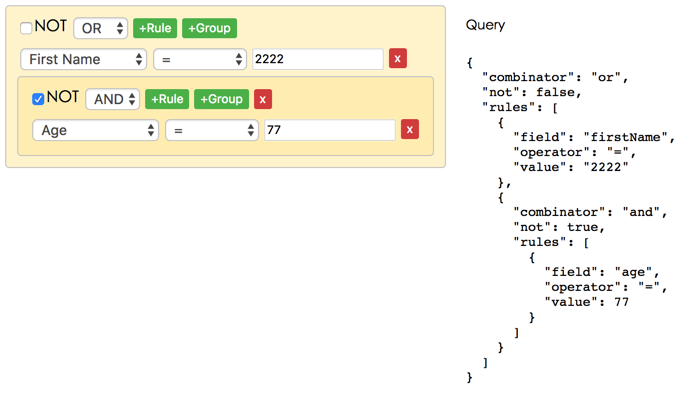 NOT OR +Rule +Group
First Name = 2222 x
NOT AND +Rule +Group x
Age = 77 x
Query
{
  "combinator": "or",
  "not": false,
  "rules": [
    {
      "field": "firstName",
      "operator": "=",
      "value": "2222"
    },
    {
      "combinator": "and",
      "not": true,
      "rules": [
        {
          "field": "age",
          "operator": "=",
          "value": 77
        }
      ]
    }
  ]
}